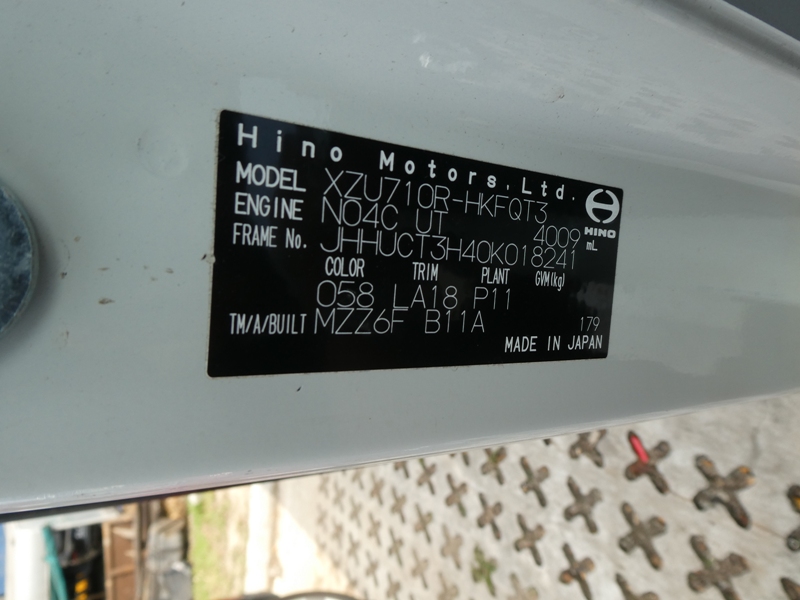 Hino Motors, Ltd.
MODEL XZU710R-HKFQT3
ENGINE N04C UT 4009 mL
HINO
FRAME No. JHHUCT3H40K018241
COLOR TRIM PLANT GVM(kg)
058 LA18 P11
TM/A/BUILT MZZ6F B11A 179
MADE IN JAPAN